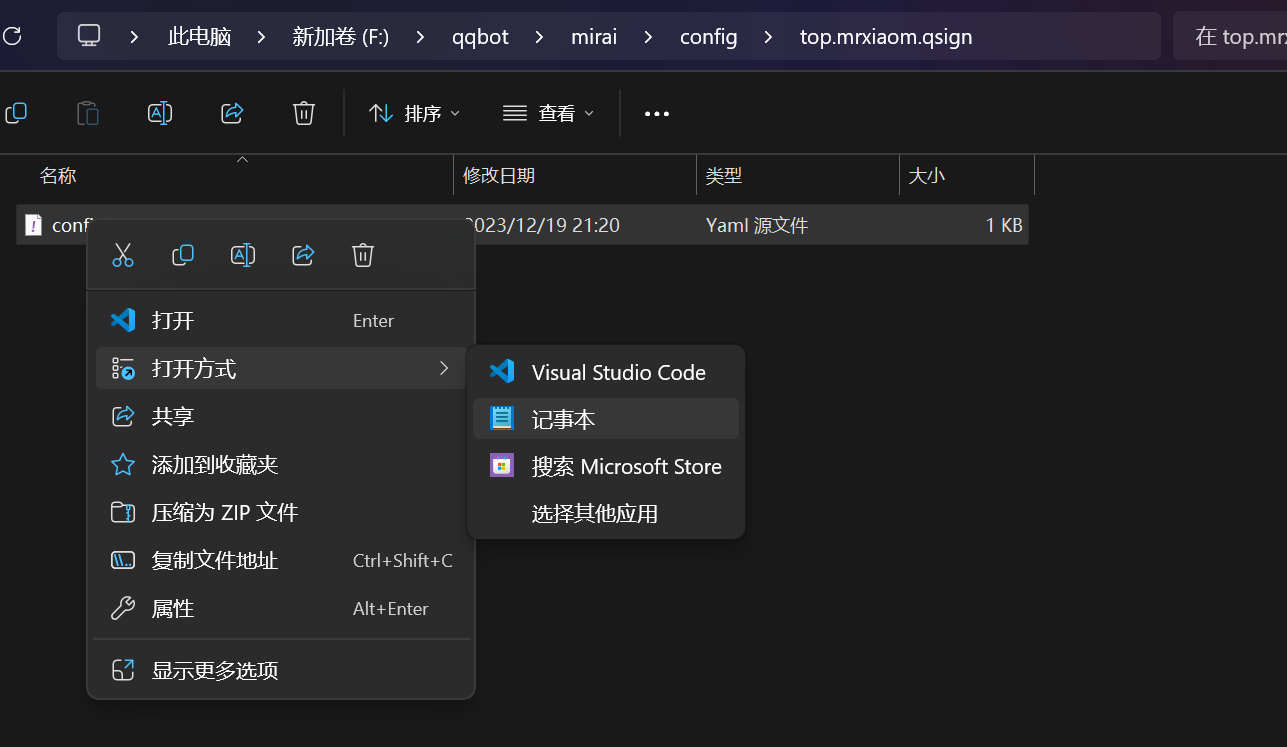 此电脑 新加卷 (F:) qqbot mirai config top.mrxiaom.qsign
排序 查看
名称 修改日期 类型 大小
2023/12/19 21:20 Yaml 源文件 1 KB
打开 Enter
打开方式
共享
添加到收藏夹
压缩为 ZIP 文件
复制文件地址 Ctrl+Shift+C
属性 Alt+Enter
显示更多选项
Visual Studio Code
记事本
搜索 Microsoft Store
选择其他应用